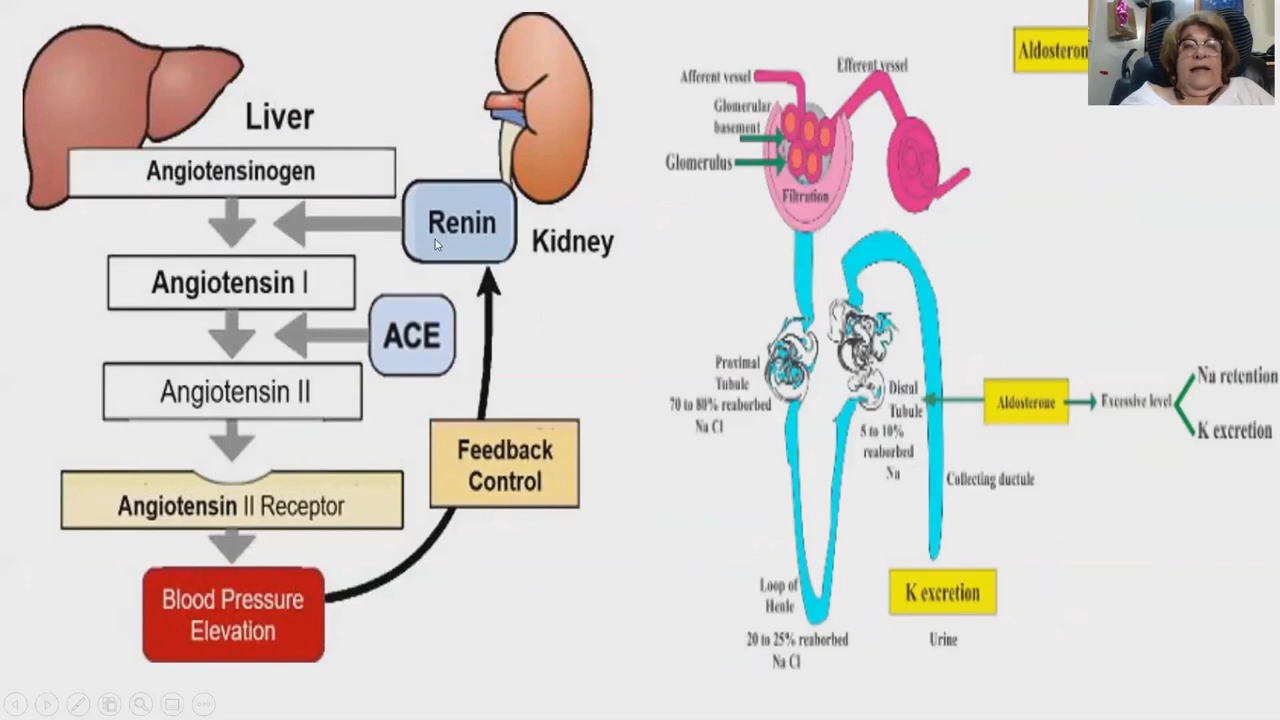 Liver
Angiotensinogen
Renin
Kidney
Angiotensin I
ACE
Angiotensin II
Feedback
Control
Angiotensin II Receptor
Blood Pressure
Elevation
Aldosteron
Afferent vessel
Efferent vessel
Glomerular
basement
Glomerulus
Filtration
Proximal
Tubule
70 to 80% reaborbed
Na Cl
Distal
Tubule
5 to 10%
reaborbed
Na
Aldosterone
Excessive level
Na retention
K excretion
Collecting ductule
Loop of
Henle
20 to 25% reaborbed
Na Cl
K excretion
Urine